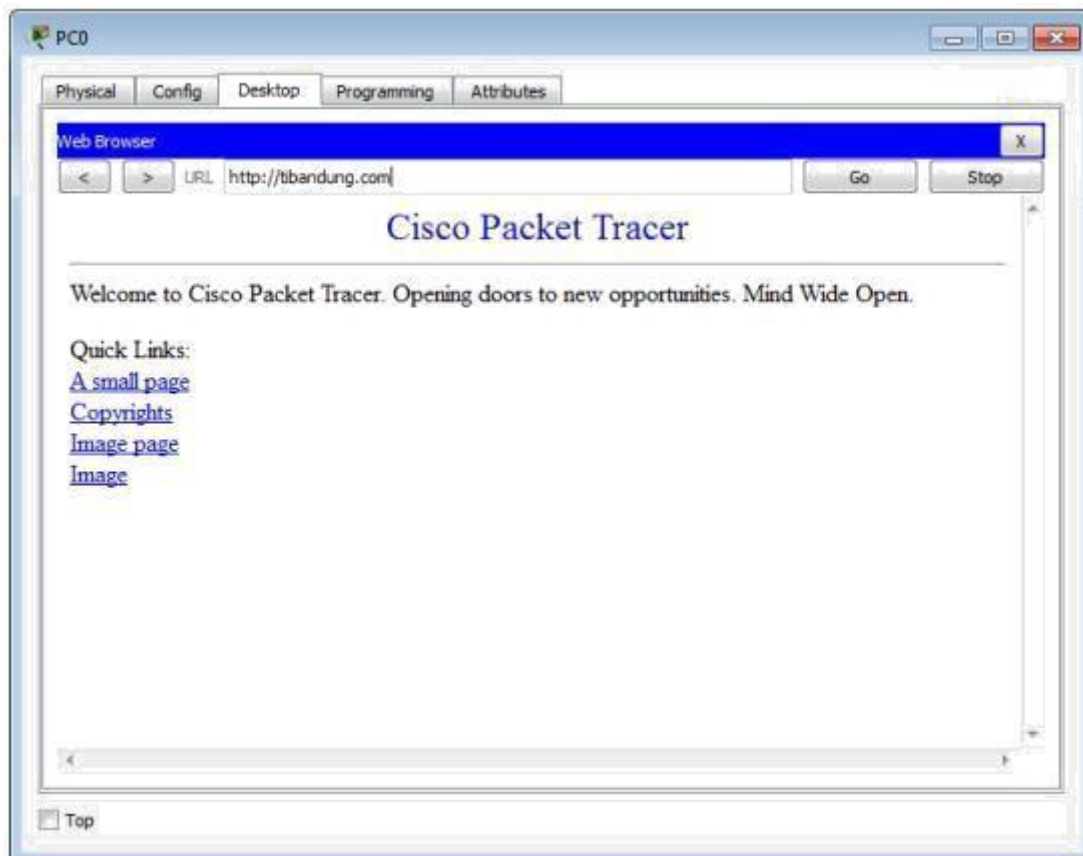 PC0
Physical Config Desktop Programming Attributes
Web Browser X
< > URL http://tibandung.com Go Stop
Cisco Packet Tracer
Welcome to Cisco Packet Tracer. Opening doors to new opportunities. Mind Wide Open.
Quick Links:
A small page
Copyrights
Image page
Image
Top